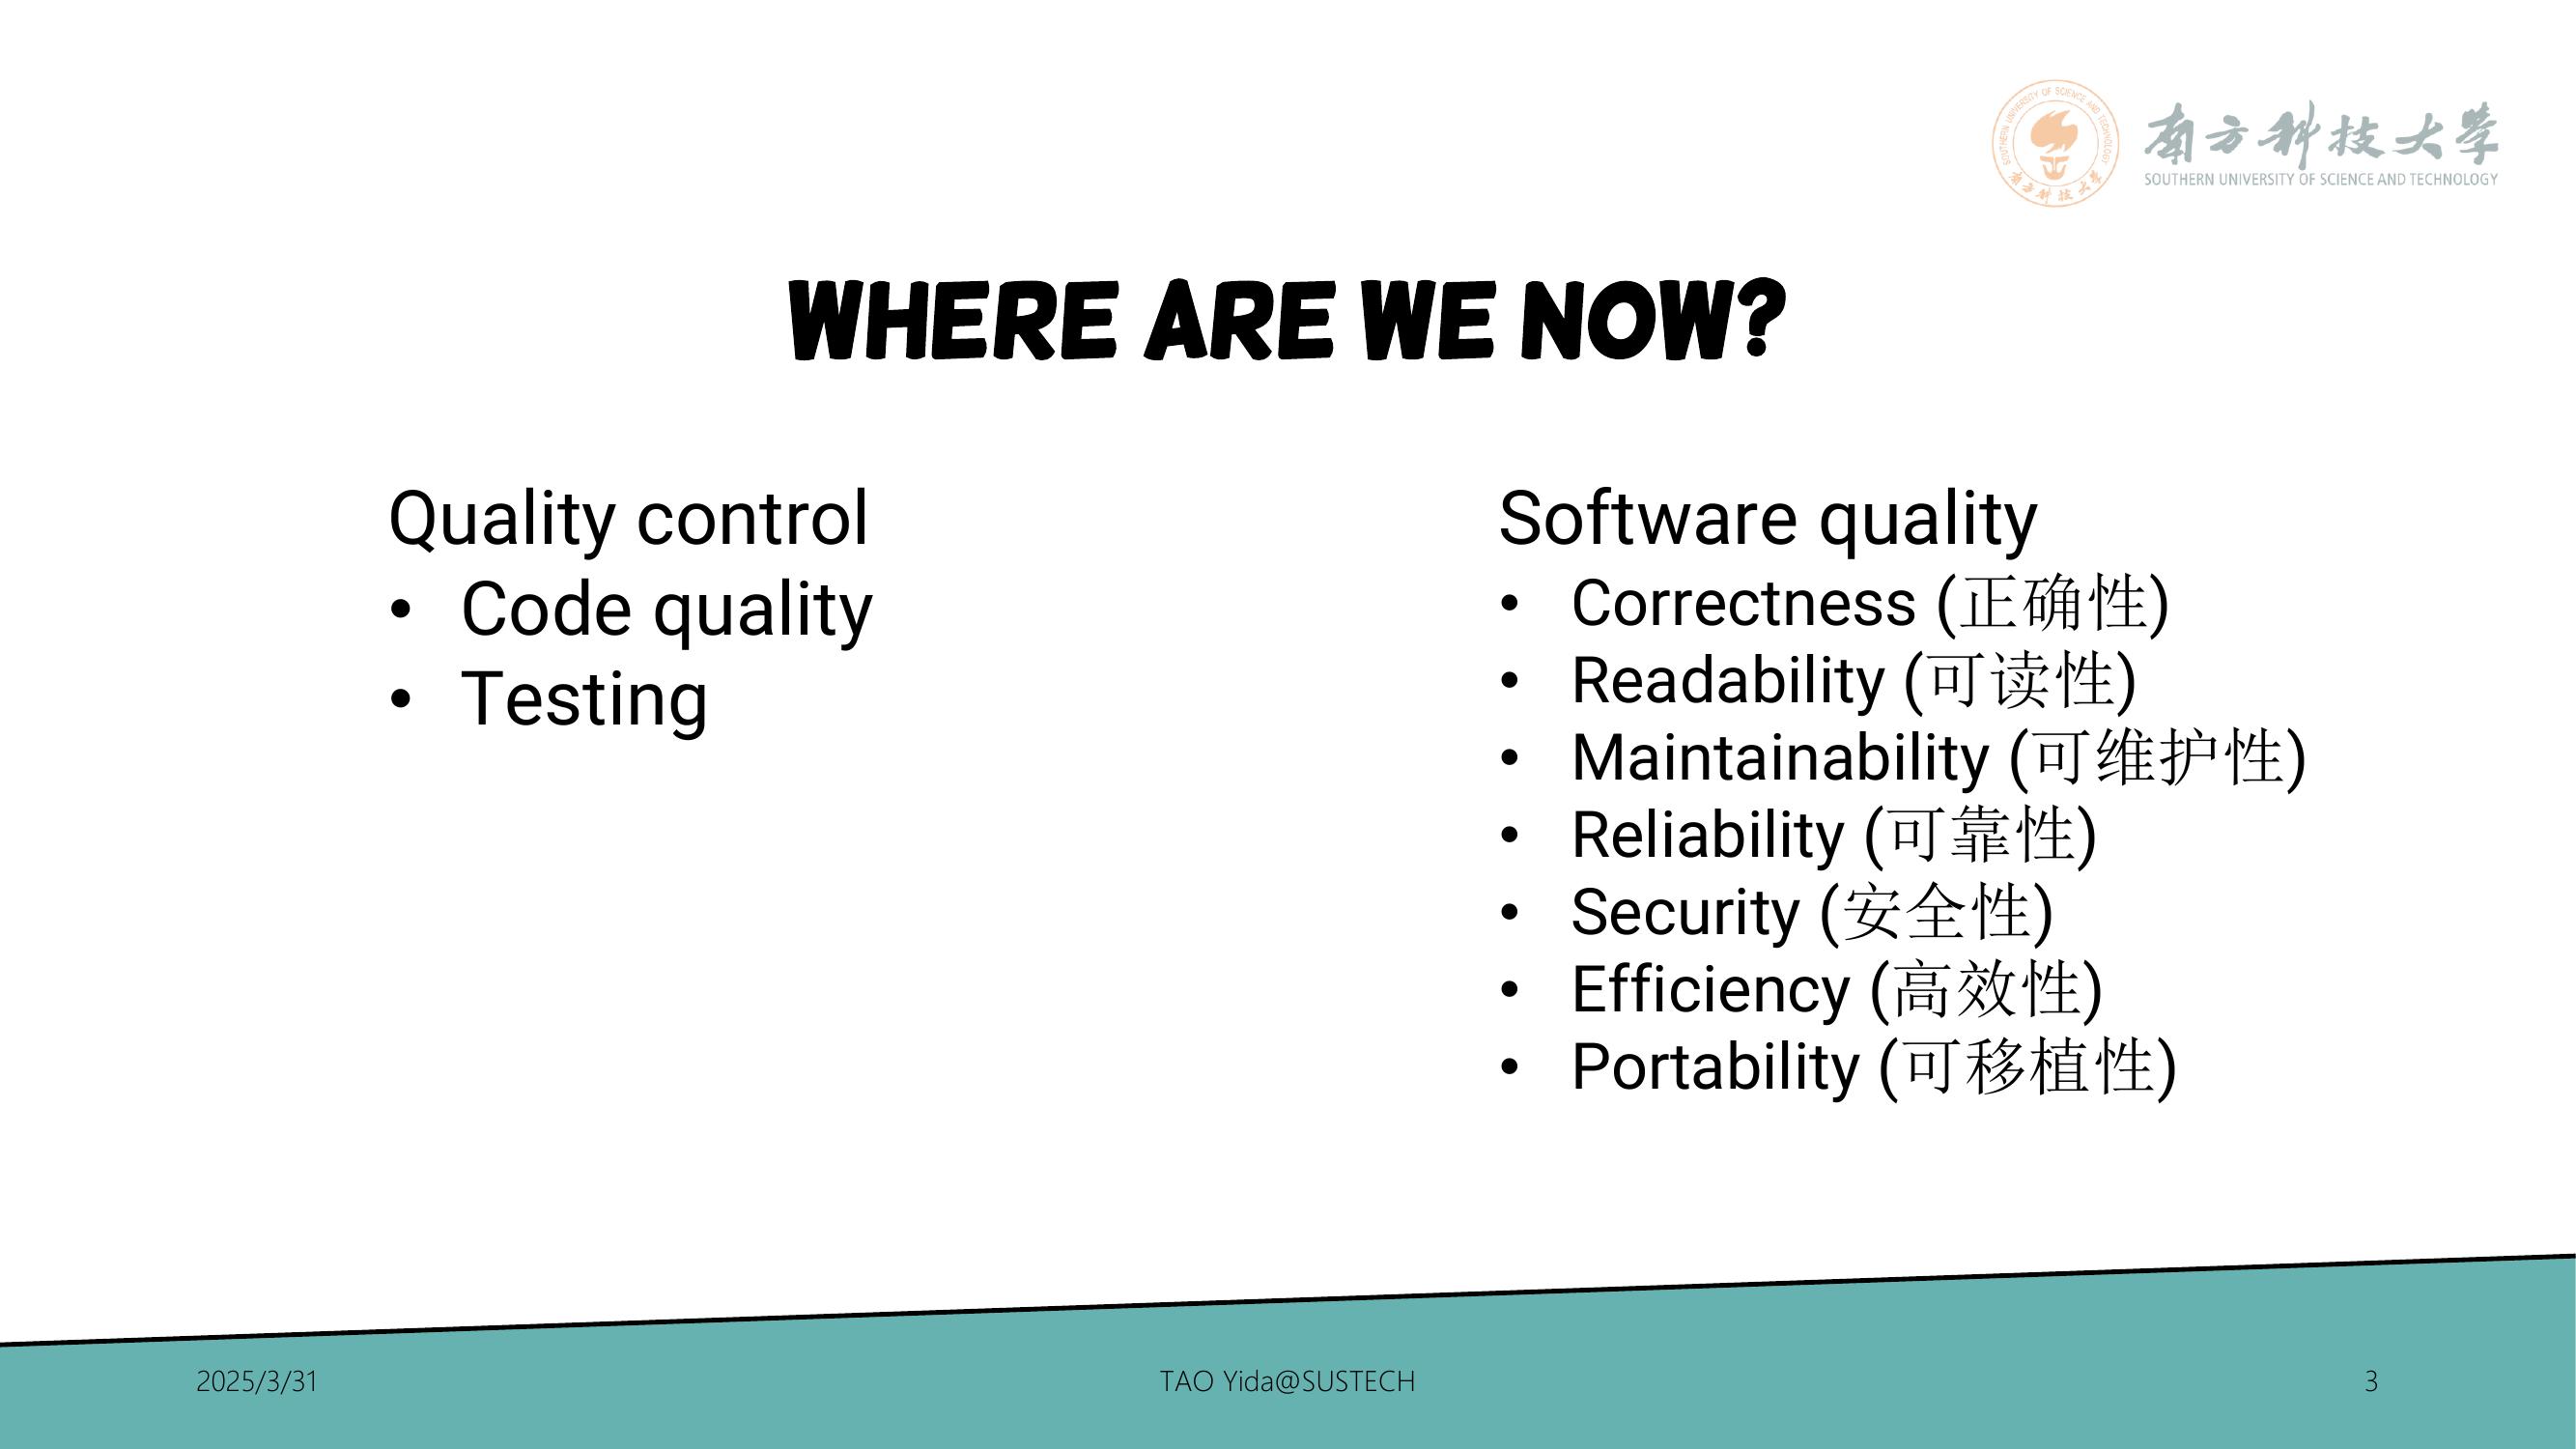 南方科技大学
SOUTHERN UNIVERSITY OF SCIENCE AND TECHNOLOGY
WHERE ARE WE NOW?
Quality control
• Code quality
• Testing
Software quality
• Correctness (正确性)
• Readability (可读性)
• Maintainability (可维护性)
• Reliability (可靠性)
• Security (安全性)
• Efficiency (高效性)
• Portability (可移植性)
2025/3/31
TAO Yida@SUSTECH
3